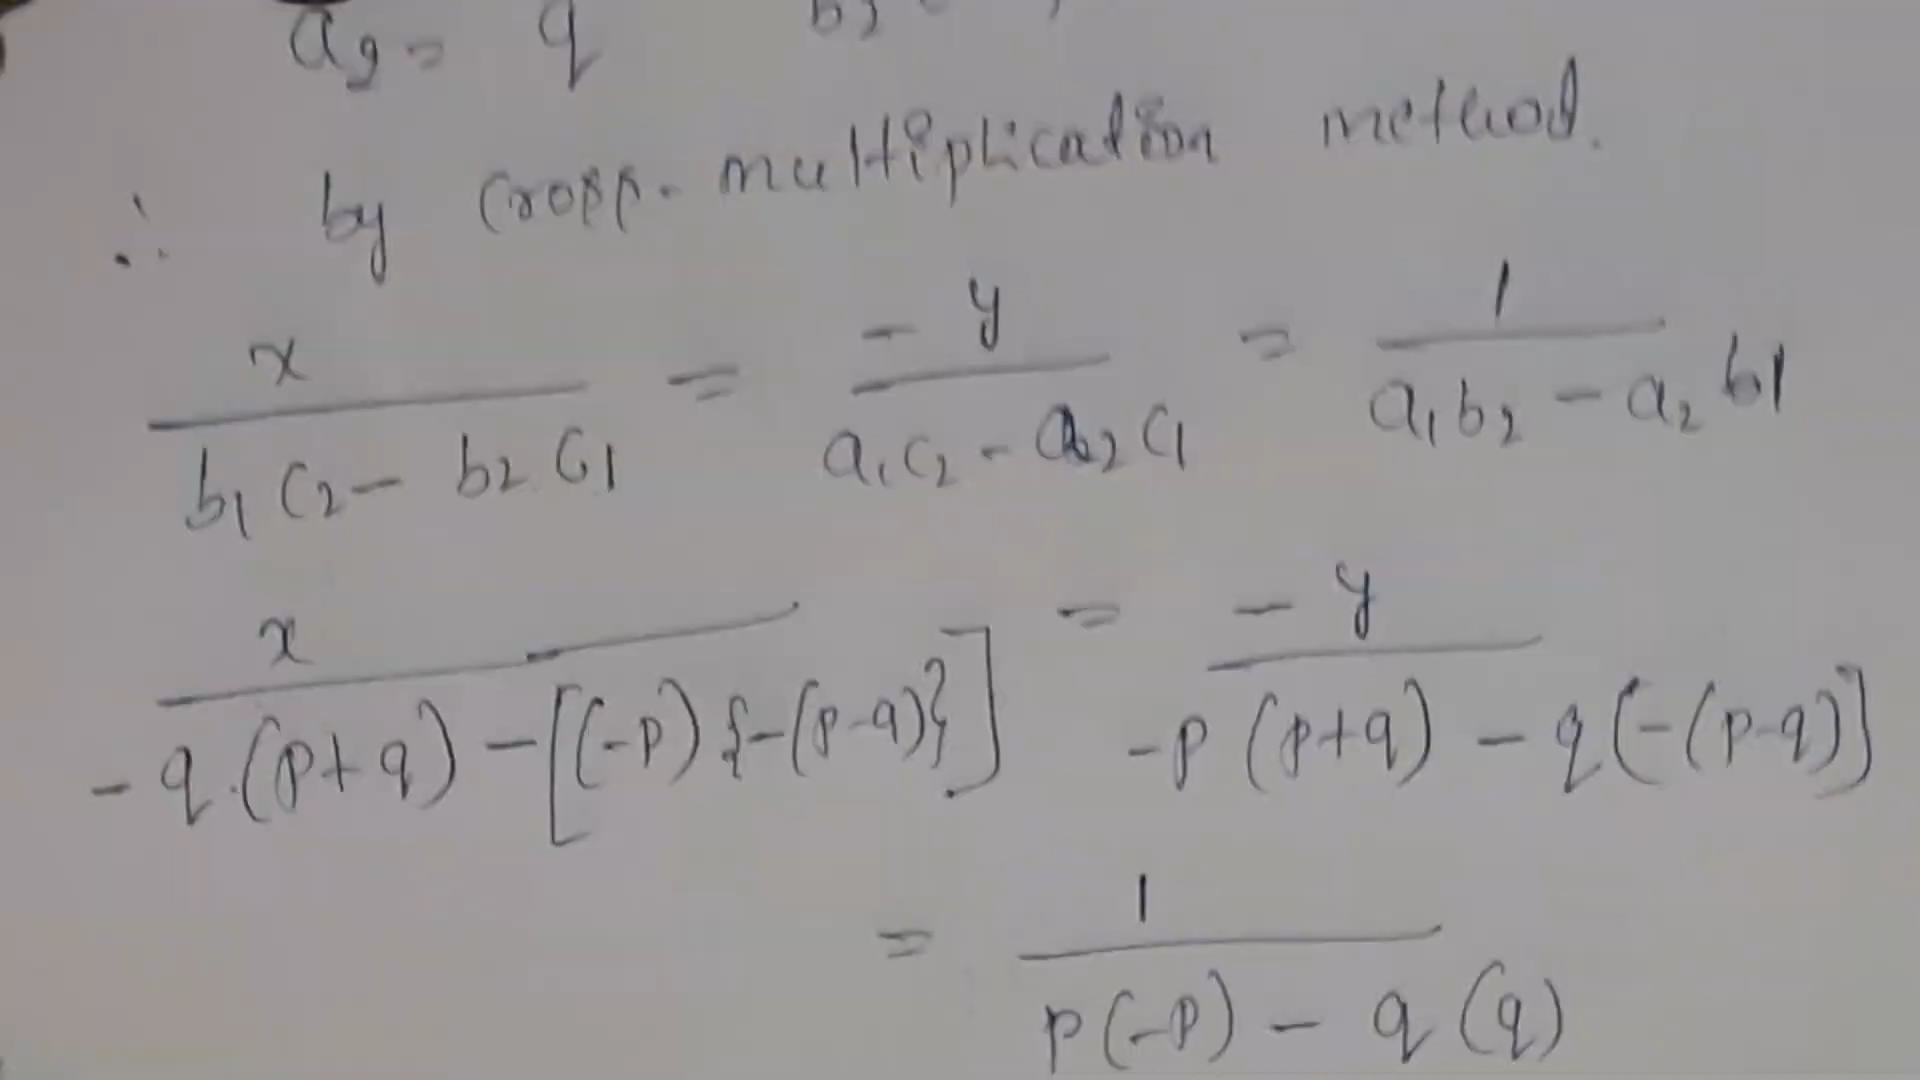 a₂ = q
∴ by cross-multiplication method.
x/(b₁c₂ - b₂c₁) = -y/(a₁c₂ - a₂c₁) = 1/(a₁b₂ - a₂b₁)
x/(-q.(p+q) - [(-p){-(p-q)}]) = -y/(-p(p+q) - q[-(p-q)])
= 1/(p(-p) - q(q))